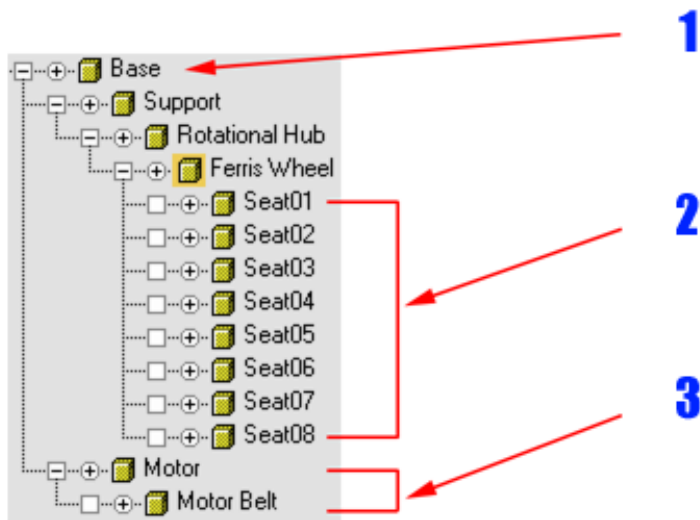 1
Base
Support
Rotational Hub
Ferris Wheel
Seat01
Seat02
2
Seat03
Seat04
Seat05
Seat06
Seat07
3
Seat08
Motor
Motor Belt